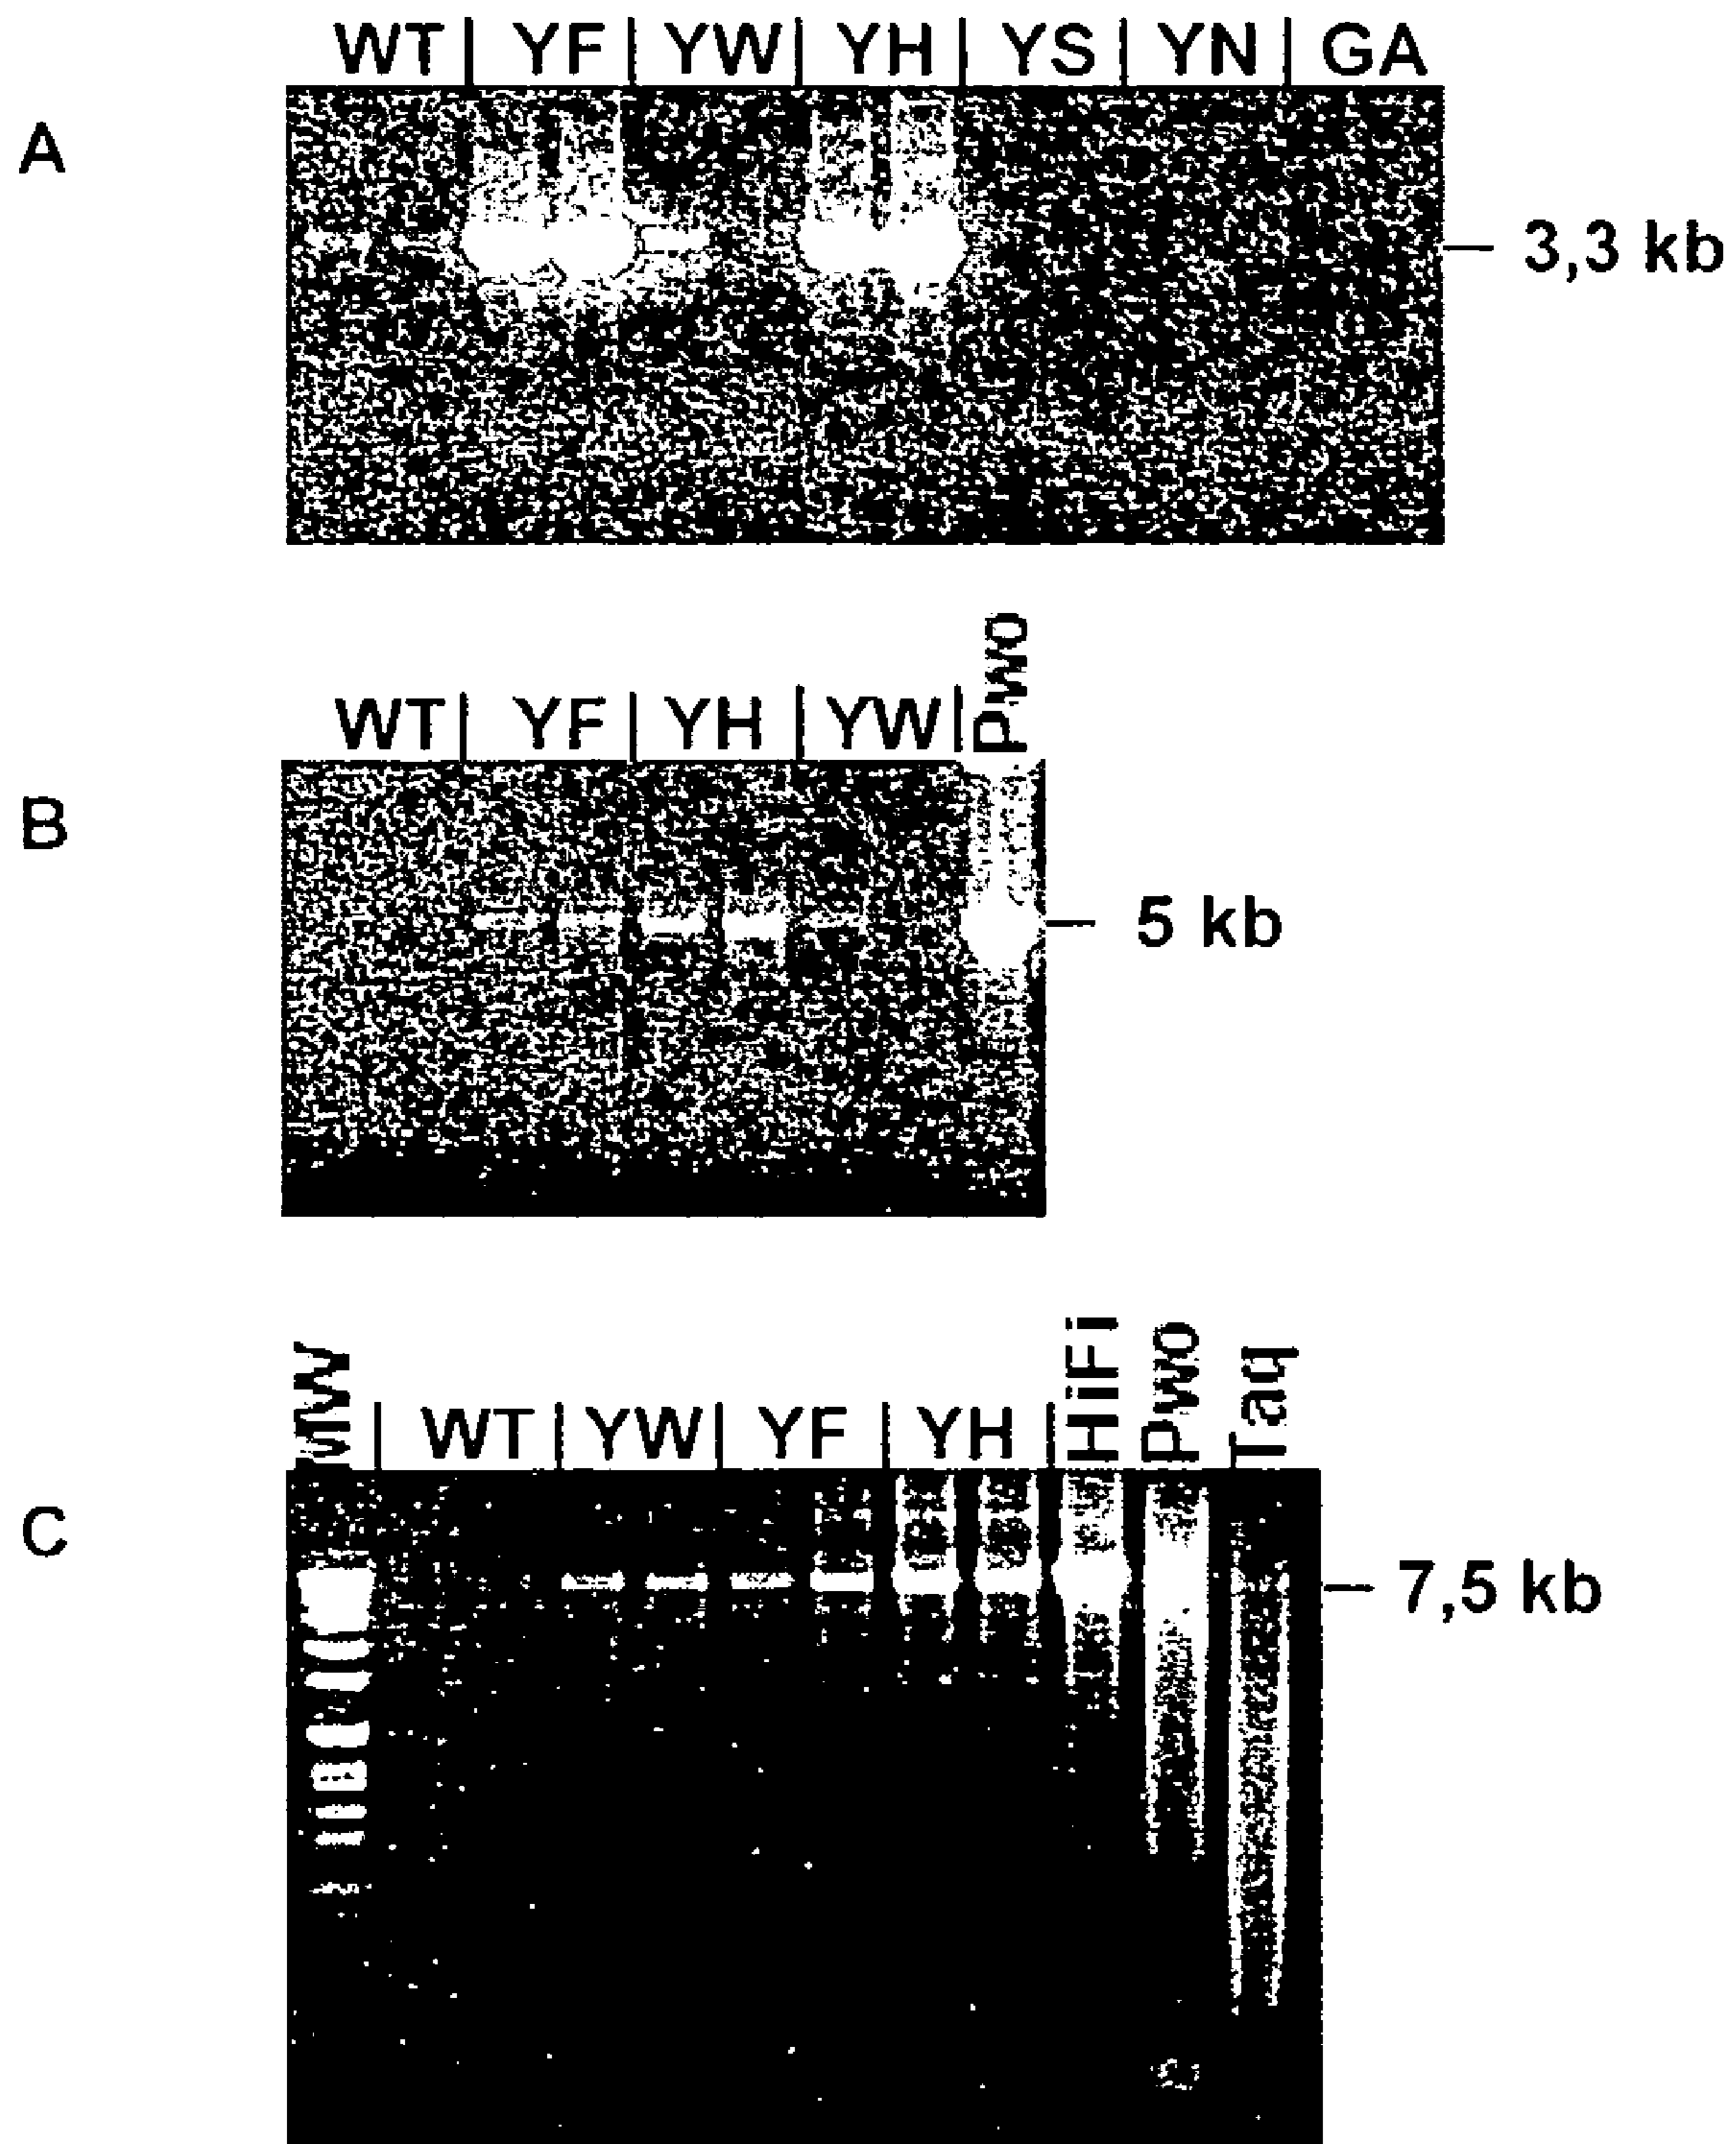 WT | YF | YW | YH | YS | YN | GA
A
3,3 kb
WT | YF | YH | YW | Pwo
B
5 kb
MW | WT | YW | YF | YH | HiFi Pwo Taq
C
7,5 kb